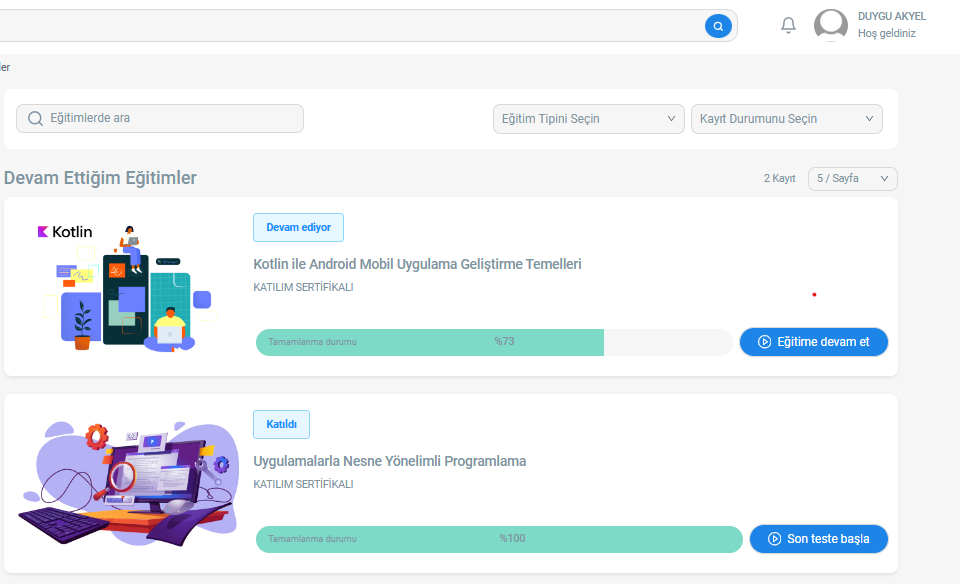 DUYGU AKYEL
Hoş geldiniz
ler
Eğitimlerde ara
Eğitim Tipini Seçin
Kayıt Durumunu Seçin
Devam Ettiğim Eğitimler
2 Kayıt
5 / Sayfa
Kotlin
Devam ediyor
Kotlin ile Android Mobil Uygulama Geliştirme Temelleri
KATILIM SERTİFİKALI
Tamamlanma durumu
%73
Eğitime devam et
Katıldı
Uygulamalarla Nesne Yönelimli Programlama
KATILIM SERTİFİKALI
Tamamlanma durumu
%100
Son teste başla